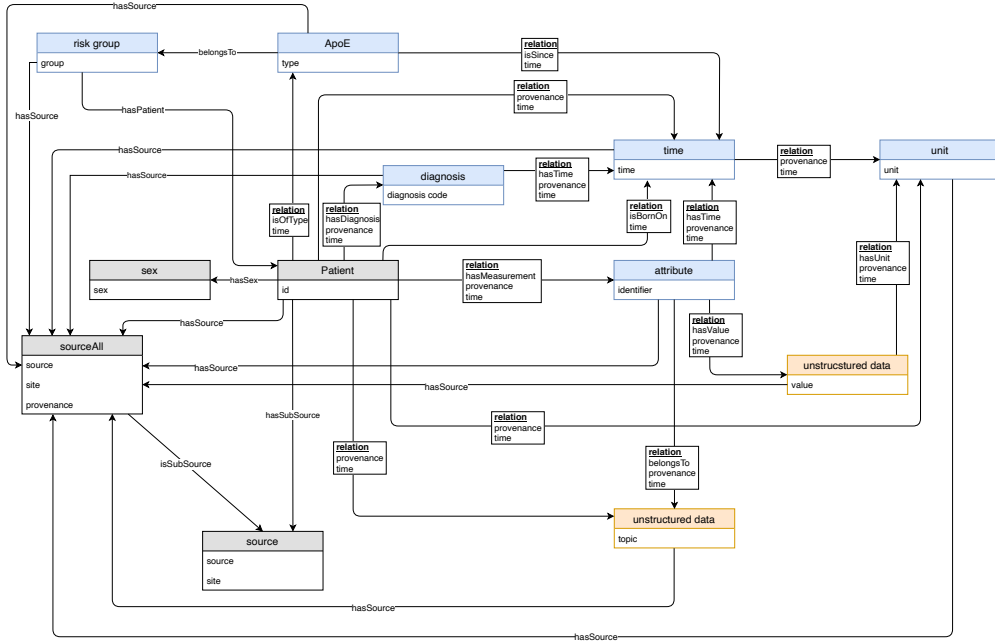 hasSource
risk group
group
belongsTo
ApoE
type
relation
isSince
time
hasSource
hasPatient
relation
provenance
time
hasSource
time
time
relation
provenance
time
unit
unit
hasSource
diagnosis
diagnosis code
relation
hasTime
provenance
time
relation
isOfType
time
relation
hasDiagnosis
provenance
time
relation
isBornOn
time
relation
hasTime
provenance
time
relation
hasUnit
provenance
time
sex
sex
hasSex
Patient
id
relation
hasMeasurement
provenance
time
attribute
identifier
hasSource
relation
hasValue
provenance
time
sourceAll
source
site
provenance
hasSource
unstrucstured data
value
hasSource
hasSubSource
relation
provenance
time
isSubSource
relation
provenance
time
relation
belongsTo
provenance
time
unstructured data
topic
source
source
site
hasSource
hasSource